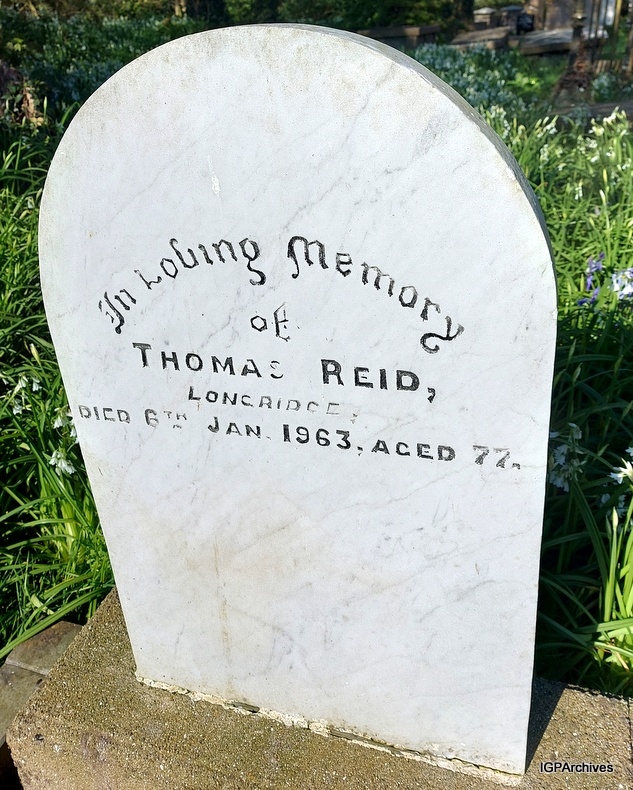 In Loving Memory
of
THOMAS REID,
LONGRIDGE,
DIED 6TH JAN. 1963, AGED 77.
IGPArchives